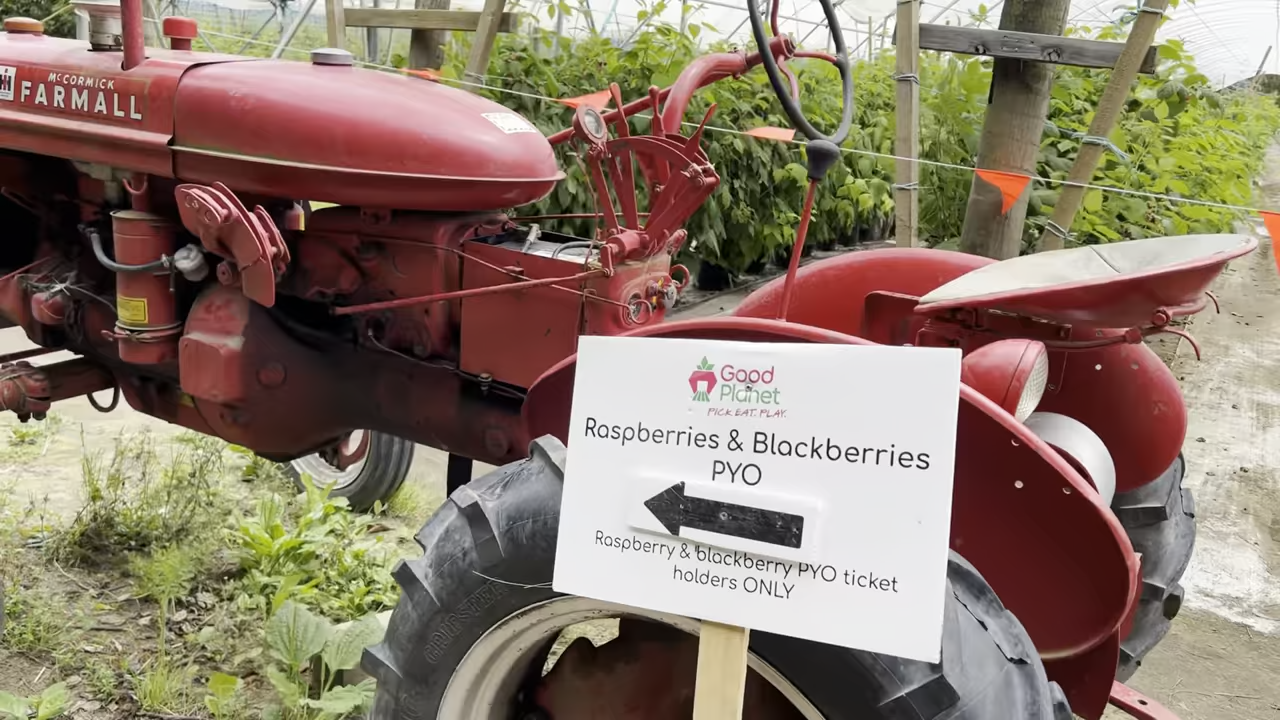 McCORMICK
FARMALL
Good
Planet
PICK EAT. PLAY.
Raspberries & Blackberries
PYO
Raspberry & blackberry PYO ticket
holders ONLY